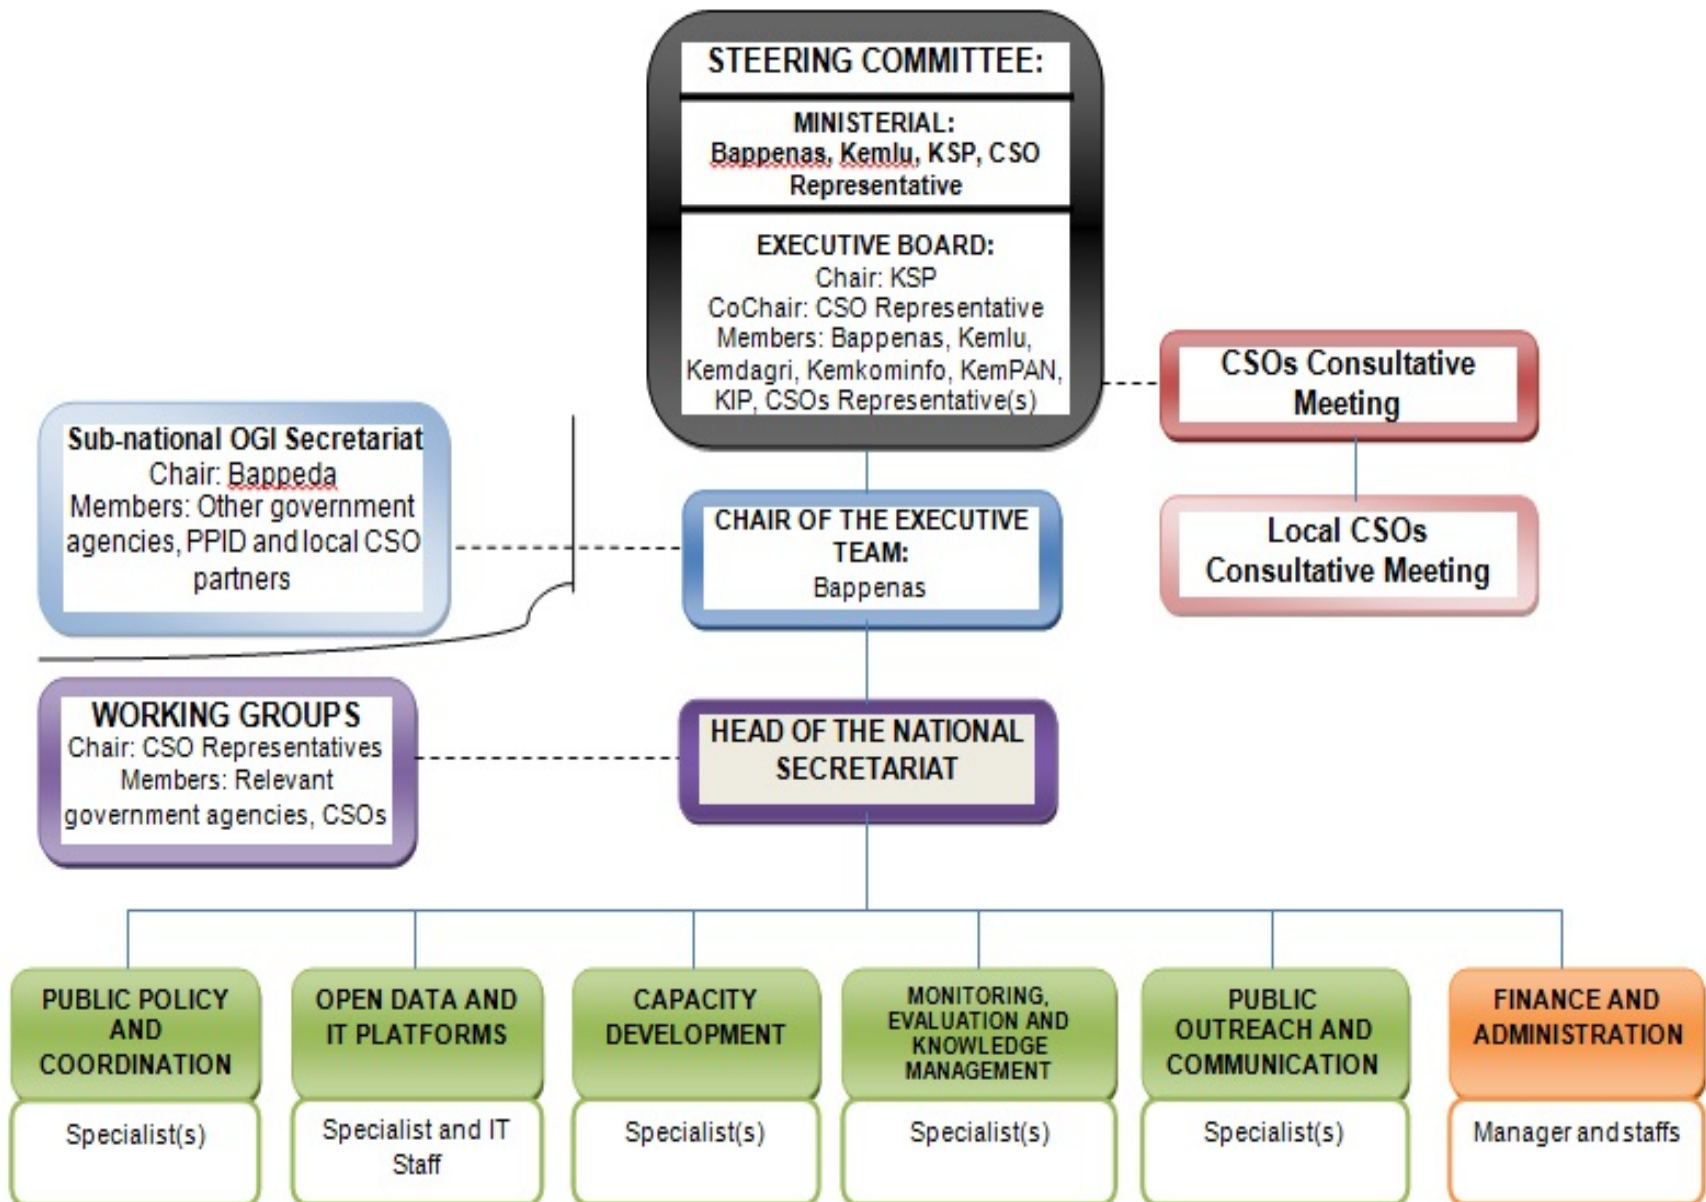 STEERING COMMITTEE:
MINISTERIAL:
Bappenas, Kemlu, KSP, CSO
Representative
EXECUTIVE BOARD:
Chair: KSP
CoChair: CSO Representative
Members: Bappenas, Kemlu,
Kemdagri, Kemkominfo, KemPAN,
KIP, CSOs Representative(s)
CSOs Consultative
Meeting
Local CSOs
Consultative Meeting
Sub-national OGI Secretariat
Chair: Bappeda
Members: Other government
agencies, PPID and local CSO
partners
CHAIR OF THE EXECUTIVE
TEAM:
Bappenas
WORKING GROUPS
Chair: CSO Representatives
Members: Relevant
government agencies, CSOs
HEAD OF THE NATIONAL
SECRETARIAT
PUBLIC POLICY
AND
COORDINATION
Specialist(s)
OPEN DATA AND
IT PLATFORMS
Specialist and IT
Staff
CAPACITY
DEVELOPMENT
Specialist(s)
MONITORING,
EVALUATION AND
KNOWLEDGE
MANAGEMENT
Specialist(s)
PUBLIC
OUTREACH AND
COMMUNICATION
Specialist(s)
FINANCE AND
ADMINISTRATION
Manager and staffs